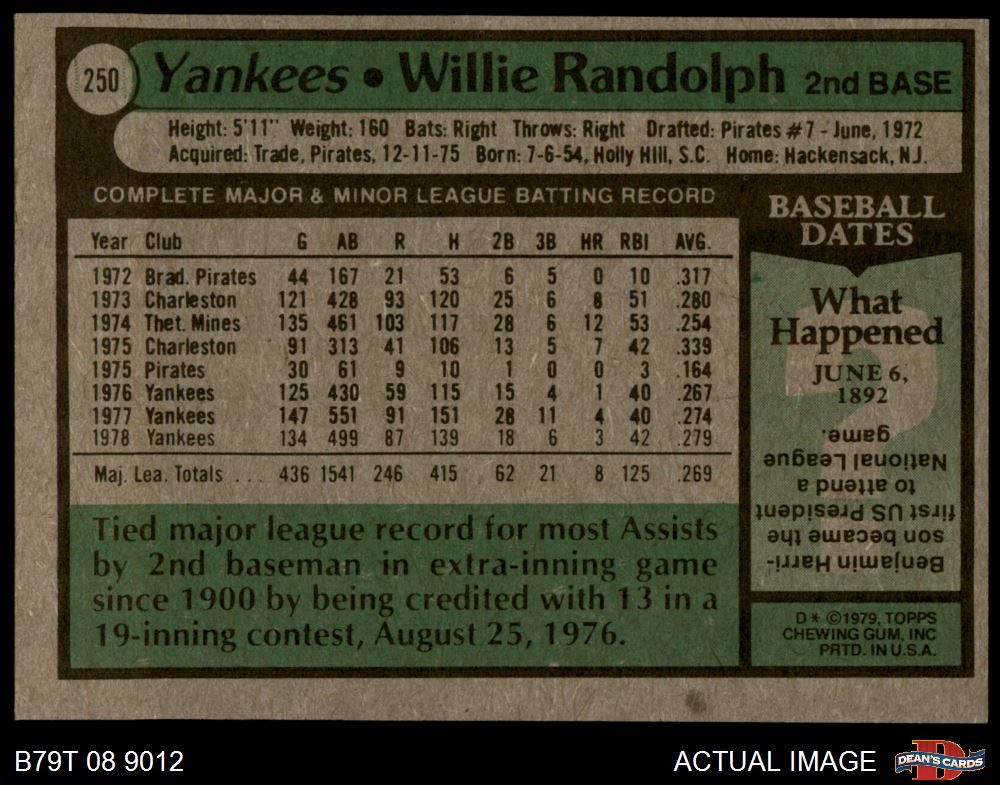 250 Yankees • Willie Randolph 2nd BASE
Height: 5'11" Weight: 160 Bats: Right Throws: Right Drafted: Pirates #7 - June, 1972
Acquired: Trade, Pirates, 12-11-75 Born: 7-6-54, Holly Hill, S.C. Home: Hackensack, N.J.
COMPLETE MAJOR & MINOR LEAGUE BATTING RECORD
Year Club G AB R H 2B 3B HR RBI AVG.
1972 Brad. Pirates 44 167 21 53 6 5 0 10 .317
1973 Charleston 121 428 93 120 25 6 8 51 .280
1974 Thet. Mines 135 461 103 117 28 6 12 53 .254
1975 Charleston 91 313 41 106 13 5 7 42 .339
1975 Pirates 30 61 9 10 1 0 0 3 .164
1976 Yankees 125 430 59 115 15 4 1 40 .267
1977 Yankees 147 551 91 151 28 11 4 40 .274
1978 Yankees 134 499 87 139 18 6 3 42 .279
Maj. Lea. Totals ... 436 1541 246 415 62 21 8 125 .269
Tied major league record for most Assists
by 2nd baseman in extra-inning game
since 1900 by being credited with 13 in a
19-inning contest, August 25, 1976.
BASEBALL
DATES
What
Happened
JUNE 6,
1892
Benjamin Harri-
son became the
first US President
to attend a
National League
game.
D* ©1979, TOPPS
CHEWING GUM, INC
PRTD. IN U.S.A.
B79T 08 9012
ACTUAL IMAGE
D
DEAN'S CARDS